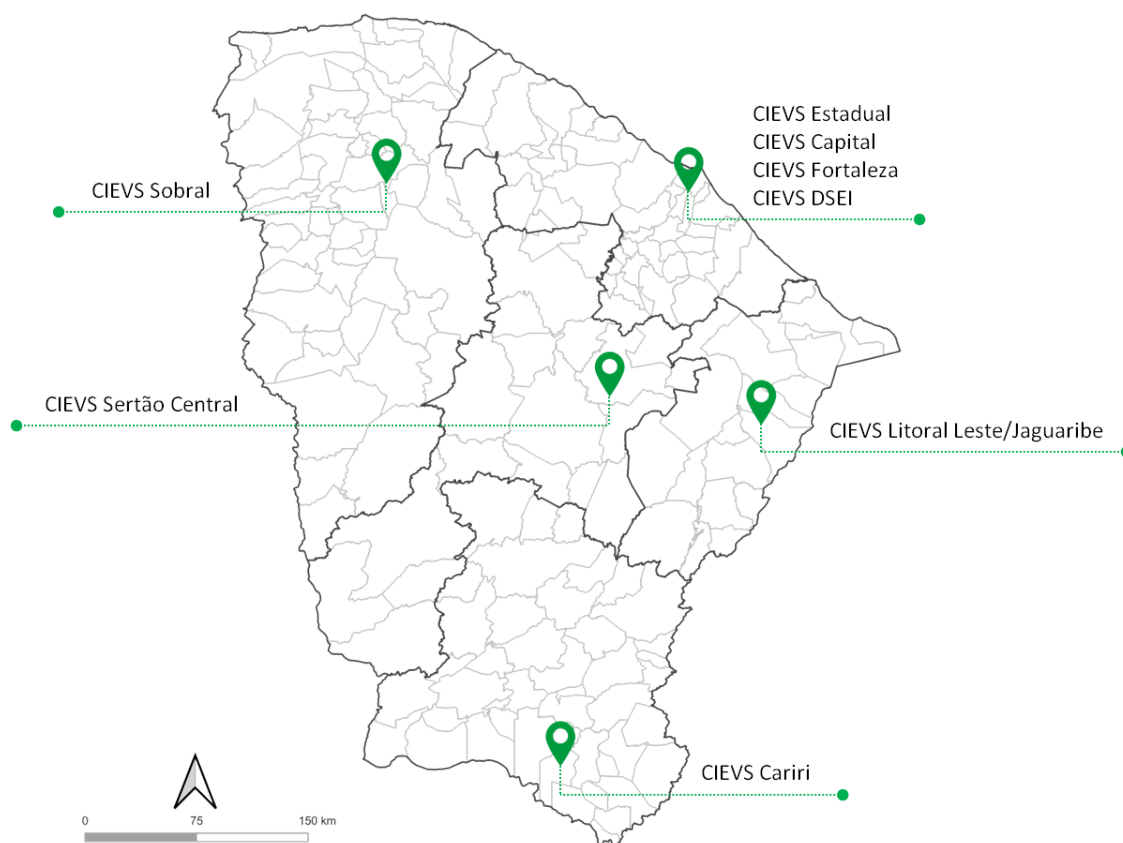 CIEVS Estadual
CIEVS Capital
CIEVS Fortaleza
CIEVS DSEI
CIEVS Sobral
CIEVS Sertão Central
CIEVS Litoral Leste/Jaguaribe
CIEVS Cariri
0 75 150 km